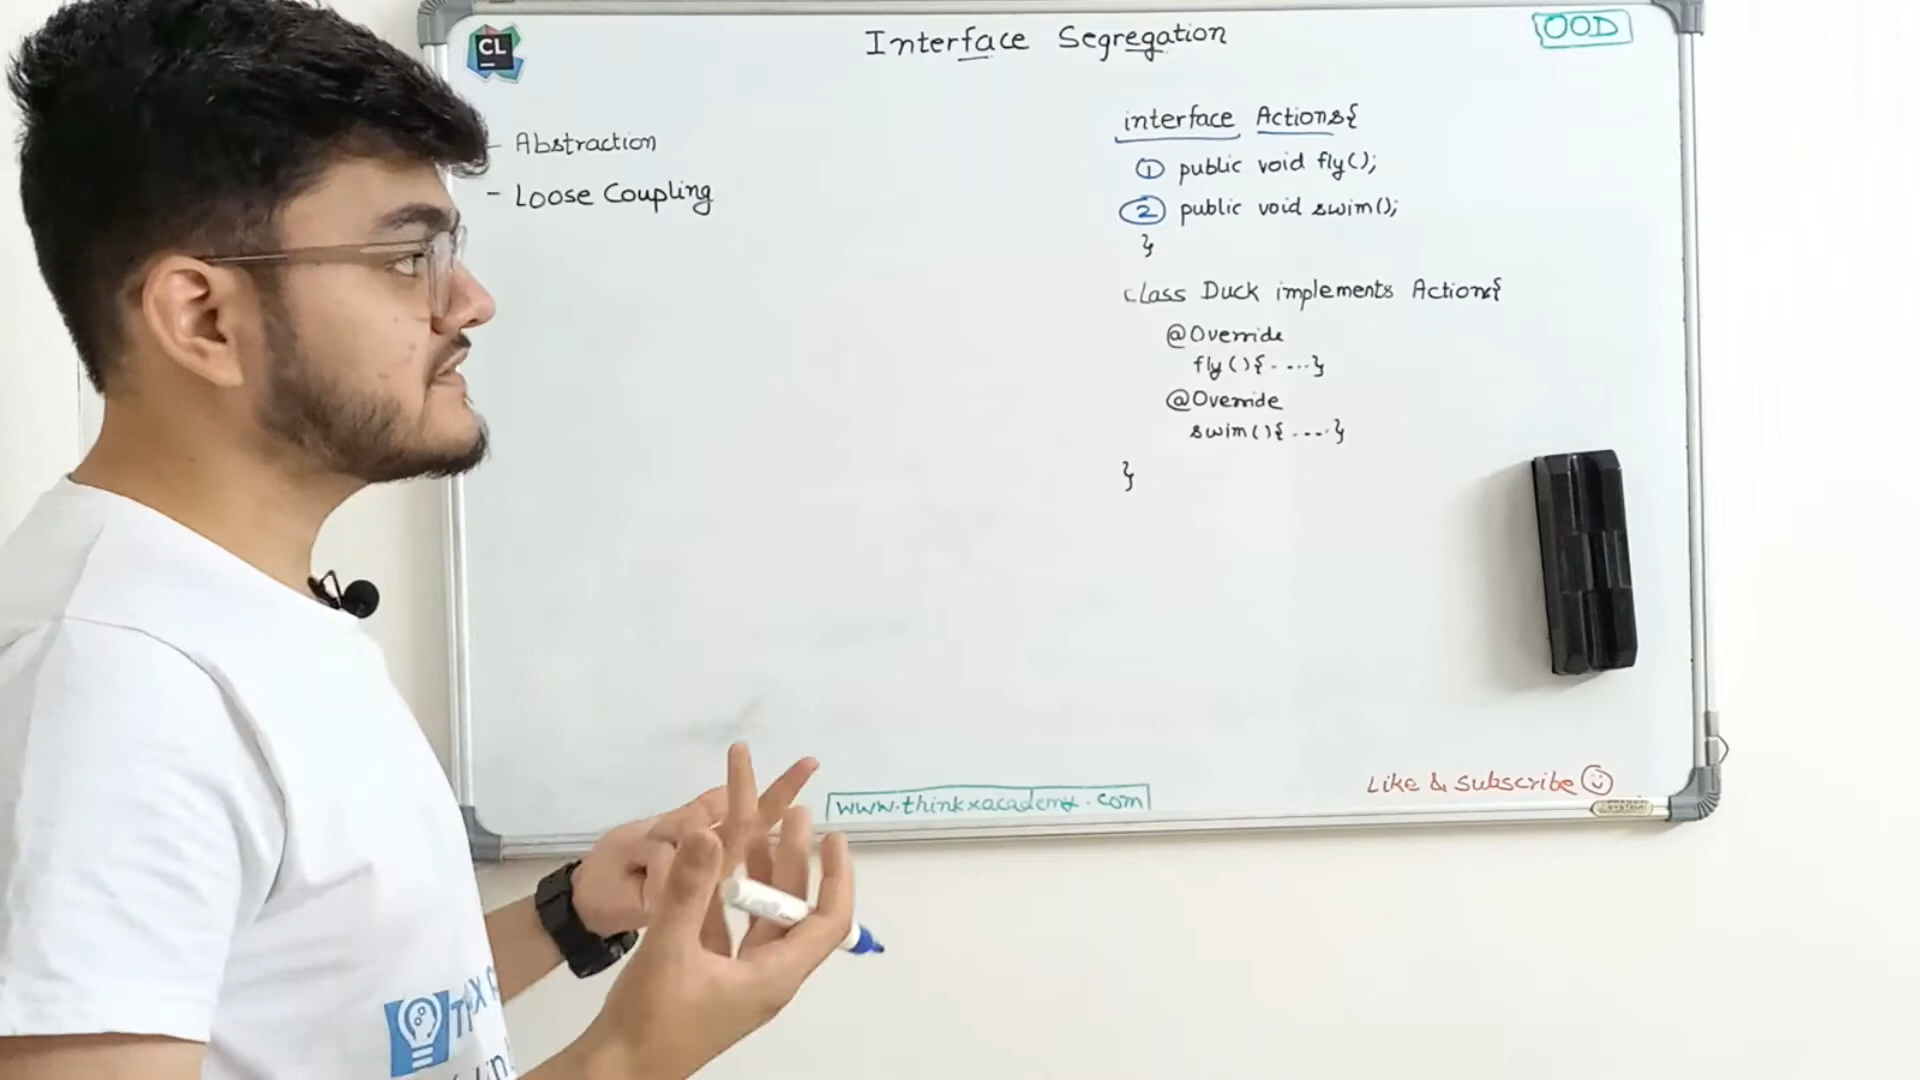 CL
Interface Segregation
OOD
- Abstraction
- Loose Coupling
interface Actions{
1 public void fly();
2 public void swim();
}
class Duck implements Actions{
@Override
fly(){- ---}
@Override
swim(){ ----}
}
www.thinkxacademy.com
Like & Subscribe